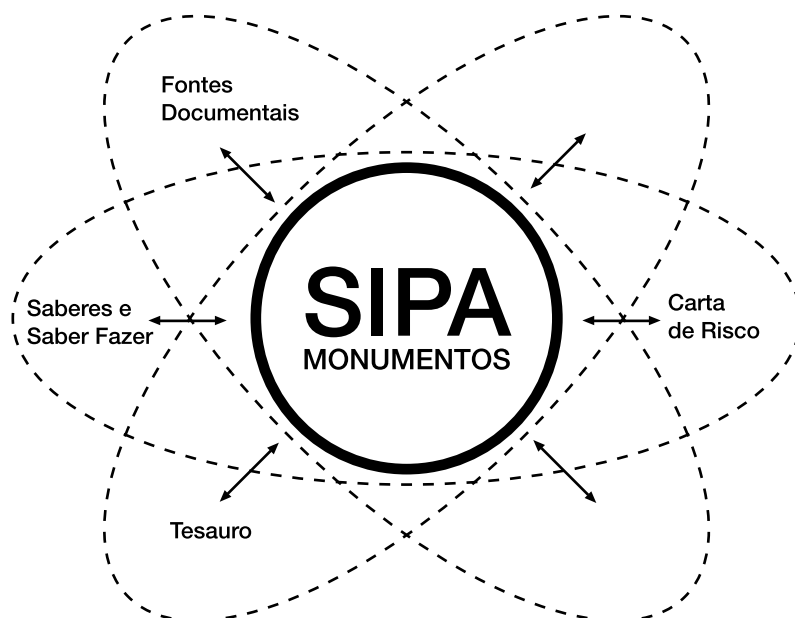 Fontes
Documentais
Saberes e
Saber Fazer
SIPA
MONUMENTOS
Carta
de Risco
Tesauro